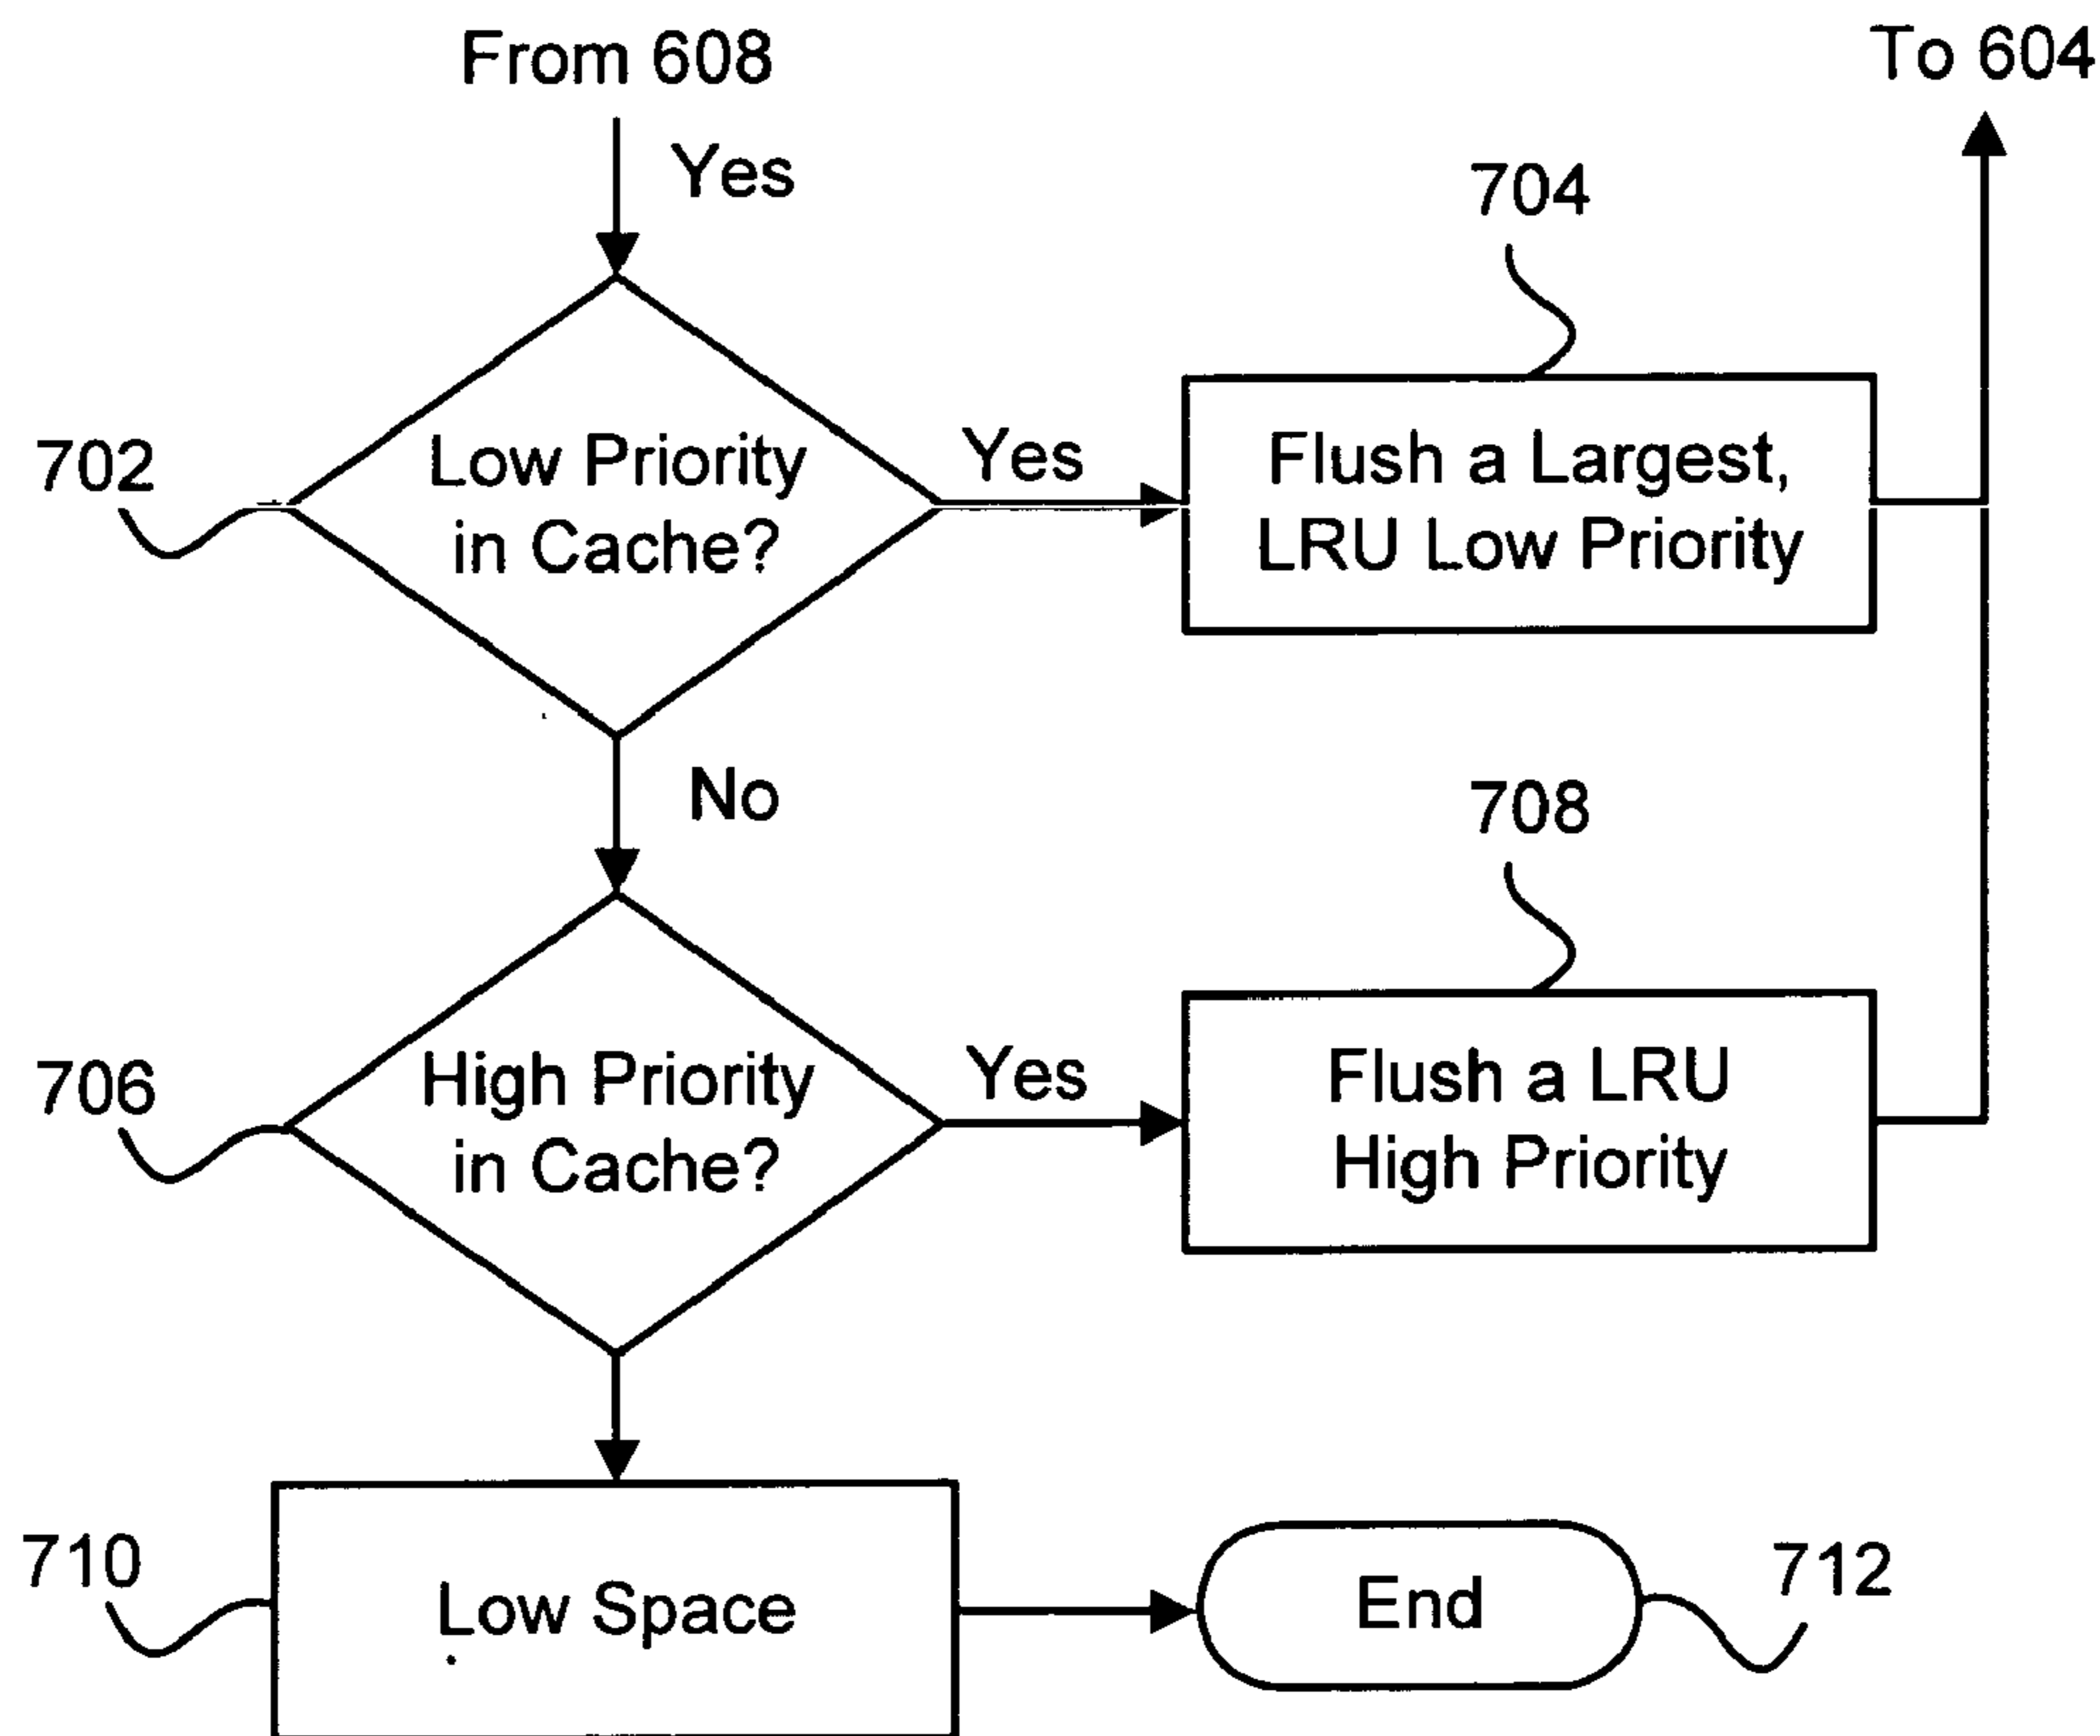 From 608
To 604
Yes
704
702
Low Priority
in Cache?
Yes
Flush a Largest,
LRU Low Priority
No
708
706
High Priority
in Cache?
Yes
Flush a LRU
High Priority
710
Low Space
End
712